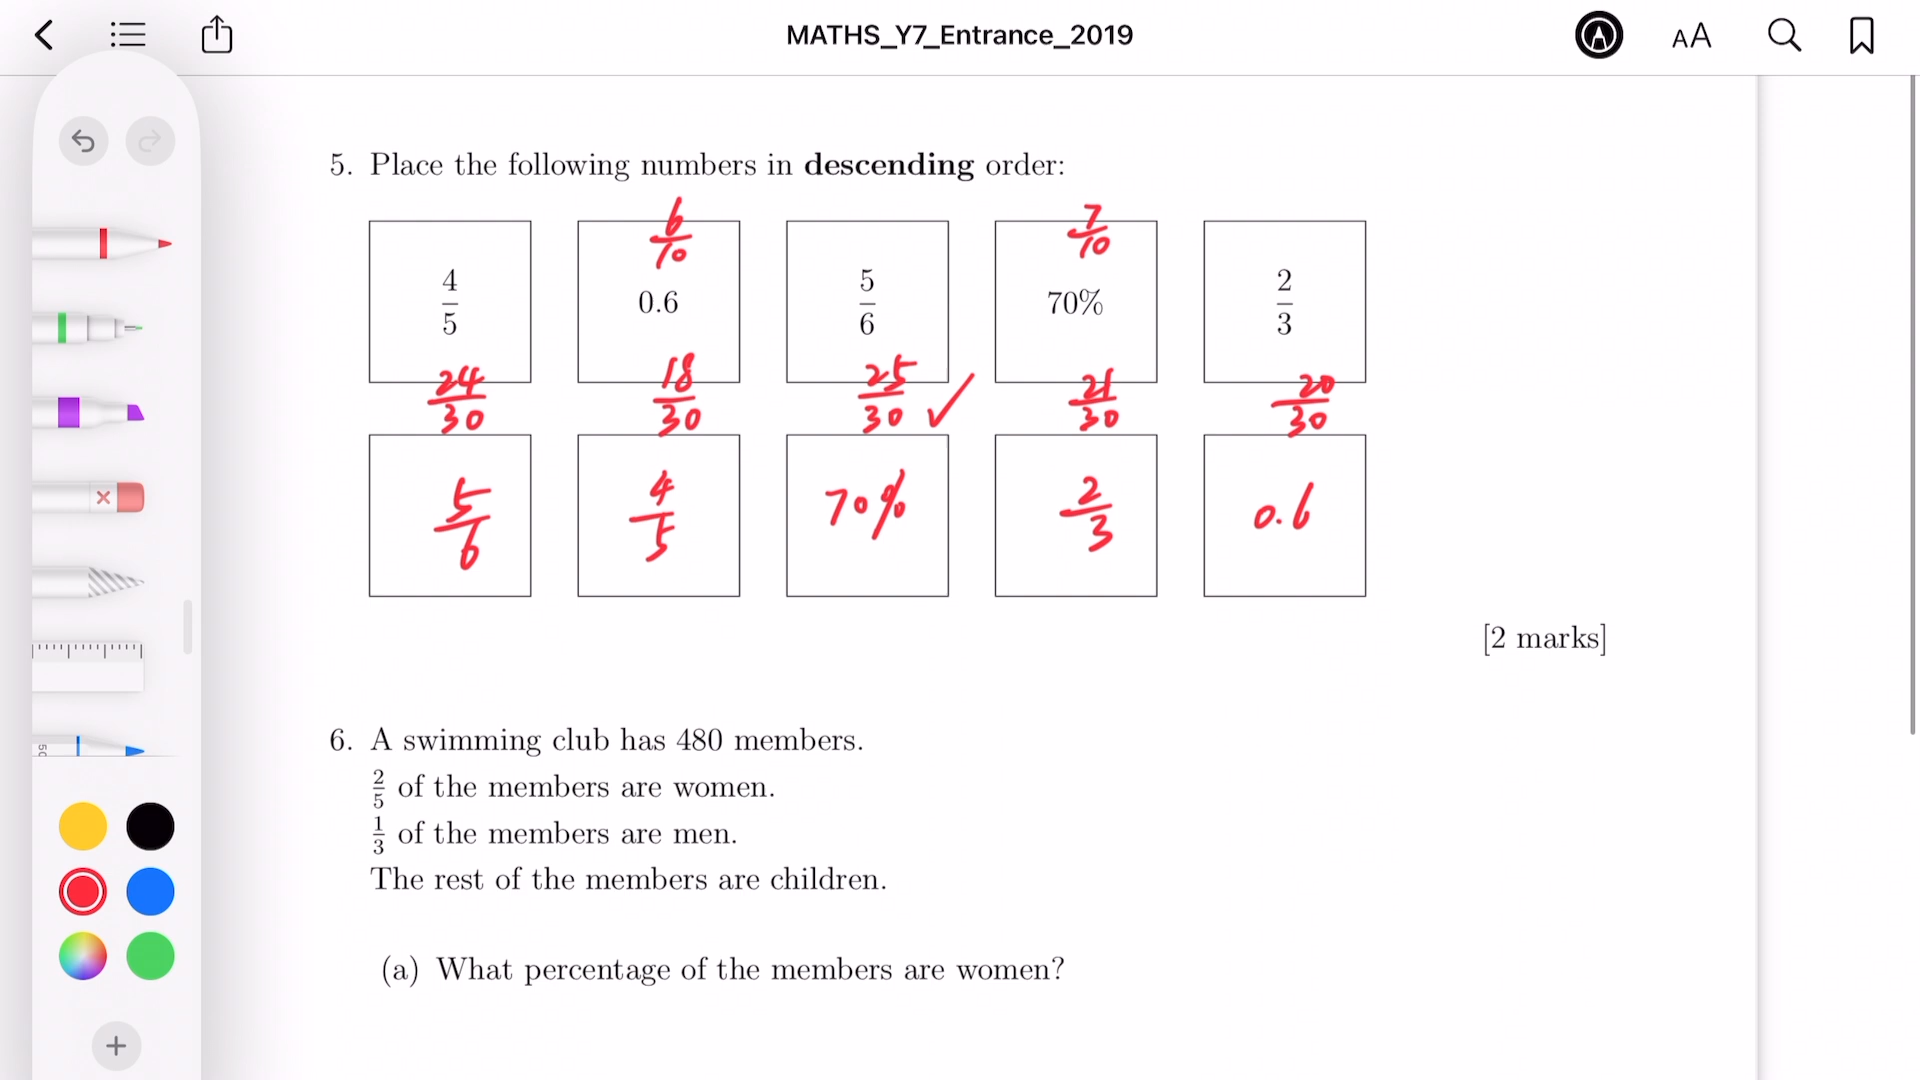 MATHS_Y7_Entrance_2019
AA
5. Place the following numbers in descending order:
6/10 7/10
4/5 0.6 5/6 70% 2/3
24/30 18/30 25/30 ✓ 21/30 20/30
5/6 4/5 70% 2/3 0.6
[2 marks]
6. A swimming club has 480 members.
2/5 of the members are women.
1/3 of the members are men.
The rest of the members are children.
(a) What percentage of the members are women?